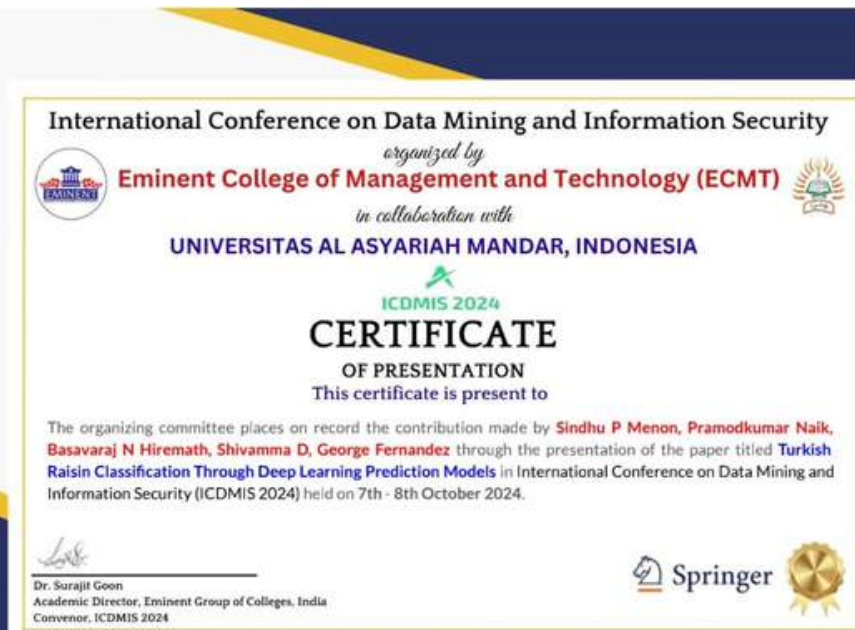 International Conference on Data Mining and Information Security
organized by
EMINENT
Eminent College of Management and Technology (ECMT)
in collaboration with
UNIVERSITAS AL ASYARIAH MANDAR, INDONESIA
ICDMIS 2024
CERTIFICATE
OF PRESENTATION
This certificate is present to
The organizing committee places on record the contribution made by Sindhu P Menon, Pramodkumar Naik,
Basavaraj N Hiremath, Shivamma D, George Fernandez through the presentation of the paper titled Turkish
Raisin Classification Through Deep Learning Prediction Models in International Conference on Data Mining and
Information Security (ICDMIS 2024) held on 7th - 8th October 2024.
Dr. Surajit Goon
Academic Director, Eminent Group of Colleges, India
Convenor, ICDMIS 2024
Springer